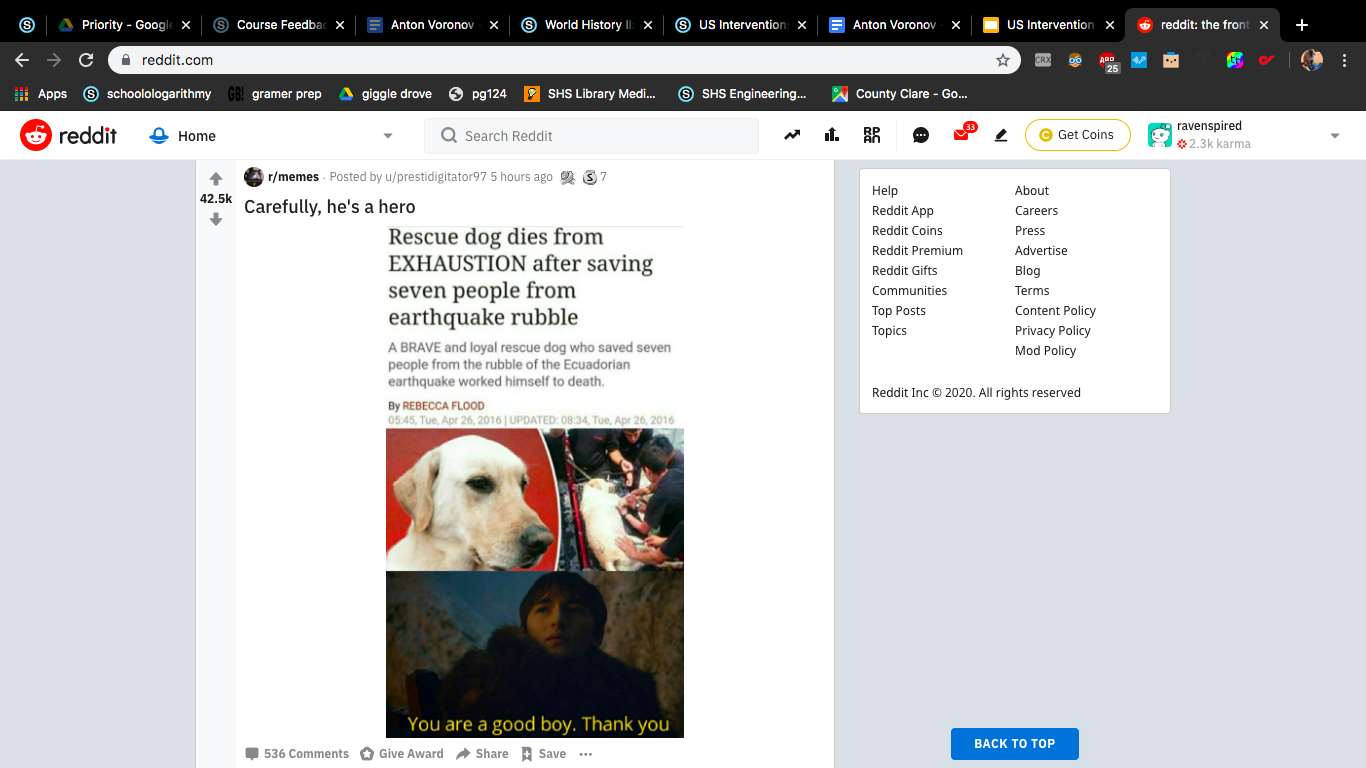 Priority - Google
Course Feedbac
Anton Voronov -
World History II:
US Intervention
Anton Voronov -
US Intervention
reddit: the front
reddit.com
CRX
ABP
25
Apps
schoolologarithmy
GB!
gramer prep
giggle drove
pg124
SHS Library Medi...
SHS Engineering...
County Clare - Go...
reddit
Home
Search Reddit
RPAN
33
Get Coins
ravenspired
2.3k karma
42.5k
r/memes · Posted by u/prestidigitator97 5 hours ago
S 7
Carefully, he's a hero
Rescue dog dies from
EXHAUSTION after saving
seven people from
earthquake rubble
A BRAVE and loyal rescue dog who saved seven
people from the rubble of the Ecuadorian
earthquake worked himself to death.
By REBECCA FLOOD
05:45, Tue, Apr 26, 2016 | UPDATED: 08:34, Tue, Apr 26, 2016
You are a good boy. Thank you
536 Comments
Give Award
Share
Save
Help
Reddit App
Reddit Coins
Reddit Premium
Reddit Gifts
Communities
Top Posts
Topics
About
Careers
Press
Advertise
Blog
Terms
Content Policy
Privacy Policy
Mod Policy
Reddit Inc © 2020. All rights reserved
BACK TO TOP